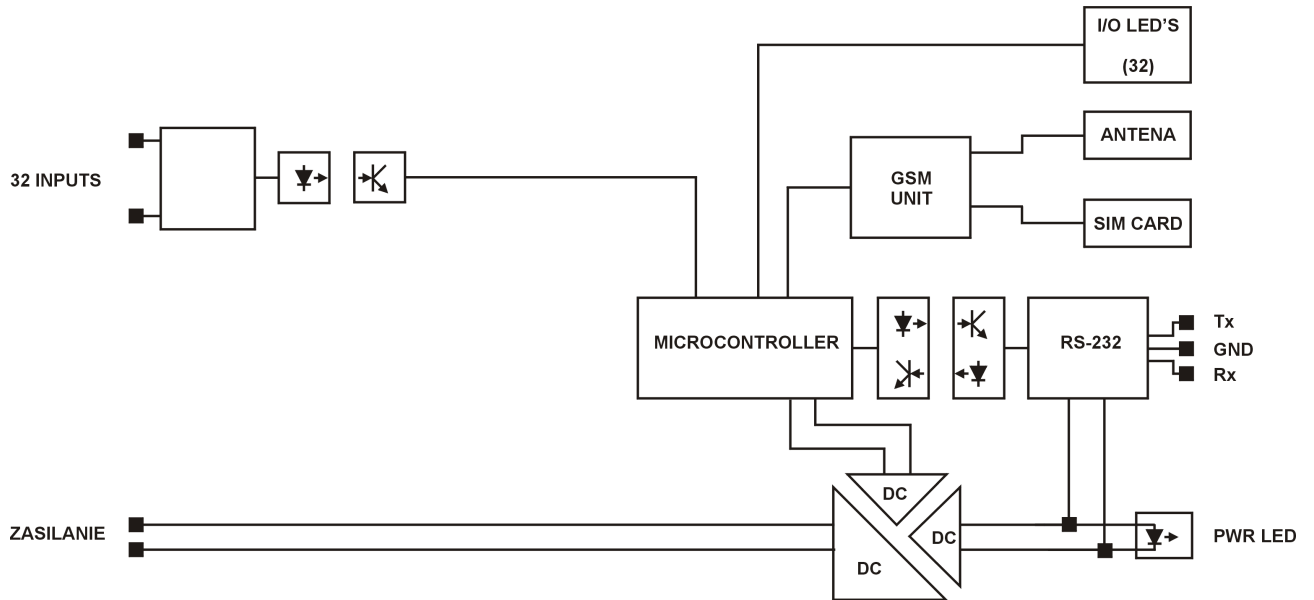 I/O LED'S
(32)
ANTENA
GSM
UNIT
SIM CARD
32 INPUTS
MICROCONTROLLER
RS-232
Tx
GND
Rx
DC
DC
DC
ZASILANIE
PWR LED